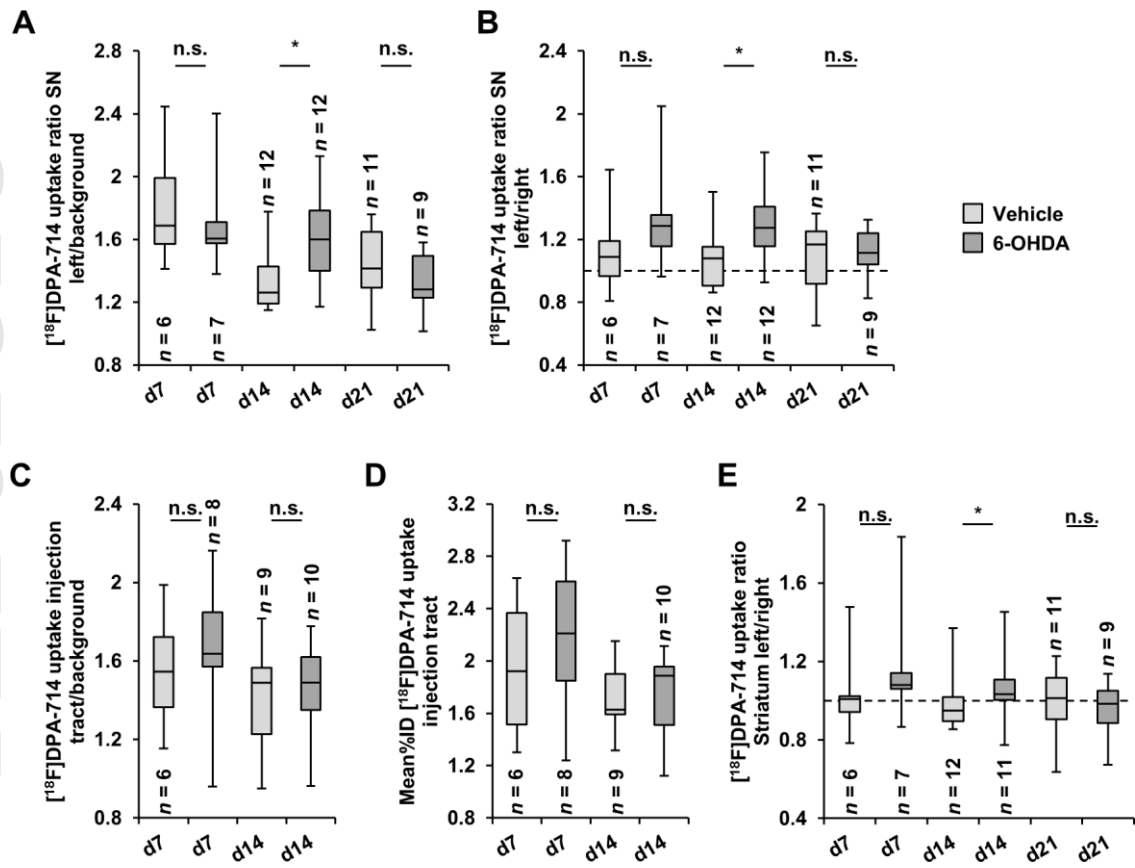 A
[¹⁸F]DPA-714 uptake ratio SN
left/background
2.8
2.4
2
1.6
1.2
0.8
n.s.
*
n.s.
n = 6
n = 7
n = 12
n = 12
n = 11
n = 9
d7
d7
d14
d14
d21
d21
B
[¹⁸F]DPA-714 uptake ratio SN
left/right
2.4
2
1.6
1.2
0.8
0.4
n.s.
*
n.s.
n = 6
n = 7
n = 12
n = 12
n = 11
n = 9
d7
d7
d14
d14
d21
d21
Vehicle
6-OHDA
C
[¹⁸F]DPA-714 uptake injection
tract/background
2.4
2
1.6
1.2
0.8
n.s.
n.s.
n = 6
n = 8
n = 9
n = 10
d7
d7
d14
d14
D
Mean%ID [¹⁸F]DPA-714 uptake
injection tract
3.2
2.8
2.4
2
1.6
1.2
0.8
n.s.
n.s.
n = 6
n = 8
n = 9
n = 10
d7
d7
d14
d14
E
[¹⁸F]DPA-714 uptake ratio
Striatum left/right
2
1.6
1.2
1
0.8
0.4
n.s.
*
n.s.
n = 6
n = 7
n = 12
n = 11
n = 11
n = 9
d7
d7
d14
d14
d21
d21